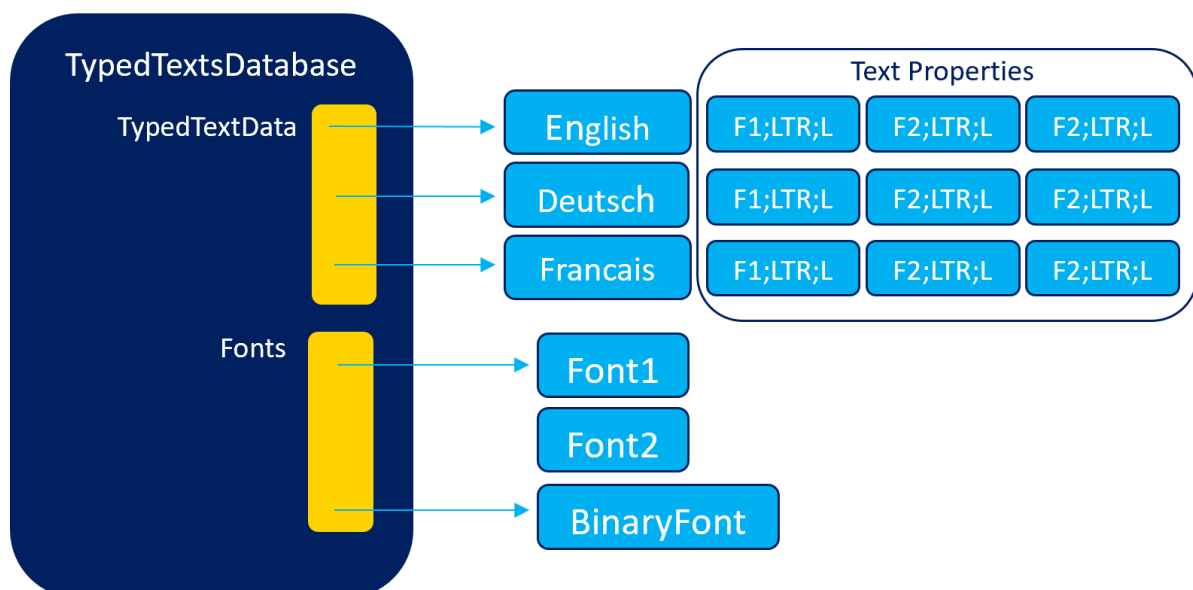 TypedTextsDatabase
Text Properties
TypedTextData
English
F1;LTR;L
F2;LTR;L
F2;LTR;L
Deutsch
F1;LTR;L
F2;LTR;L
F2;LTR;L
Francais
F1;LTR;L
F2;LTR;L
F2;LTR;L
Fonts
Font1
Font2
BinaryFont